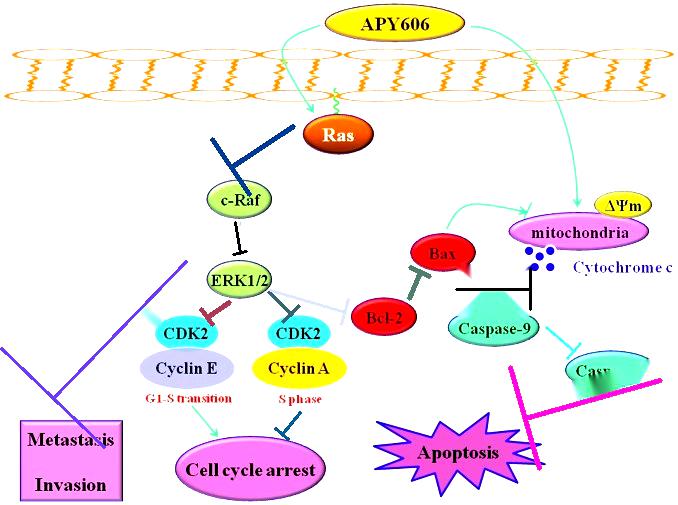 APY606
Ras
c-Raf
ΔΨm
mitochondria
Bax
Cytochrome c
ERK1/2
Bcl-2
CDK2
CDK2
Caspase-9
Cyclin E
Cyclin A
G1-S transition
S phase
Metastasis
Invasion
Cell cycle arrest
Apoptosis